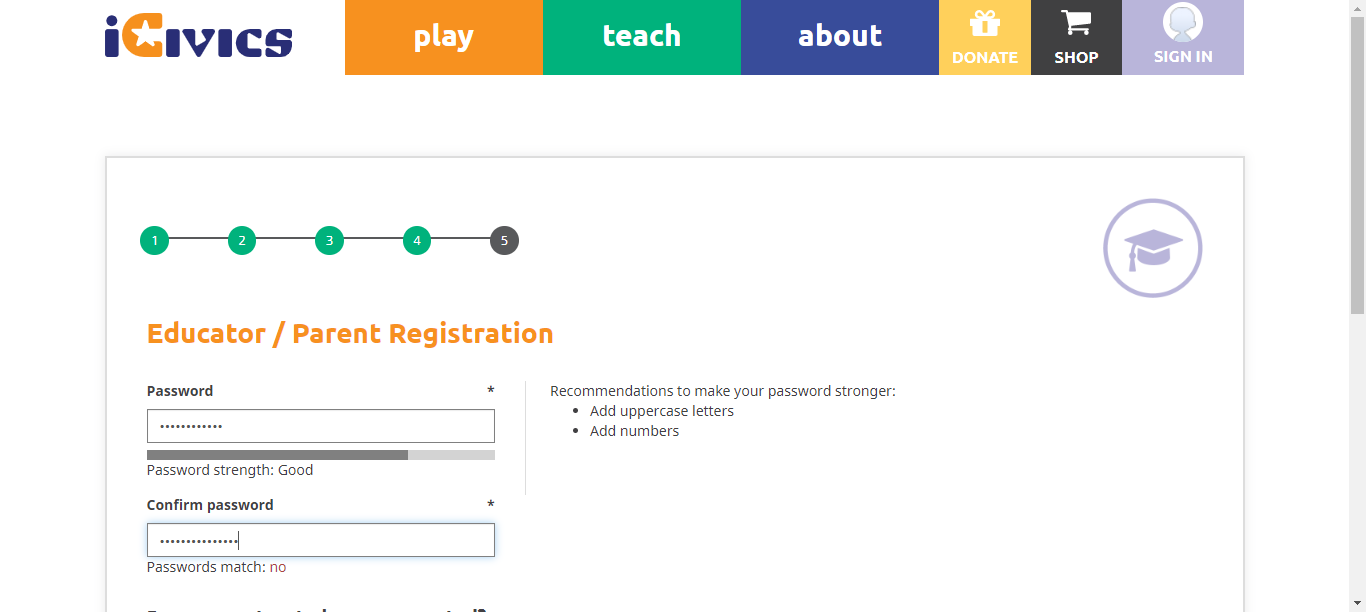 iCivics
play
teach
about
DONATE
SHOP
SIGN IN
1 2 3 4 5
Educator / Parent Registration
Password *
Recommendations to make your password stronger:
• Add uppercase letters
• Add numbers
••••••••••••
Password strength: Good
Confirm password *
•••••••••••••••
Passwords match: no